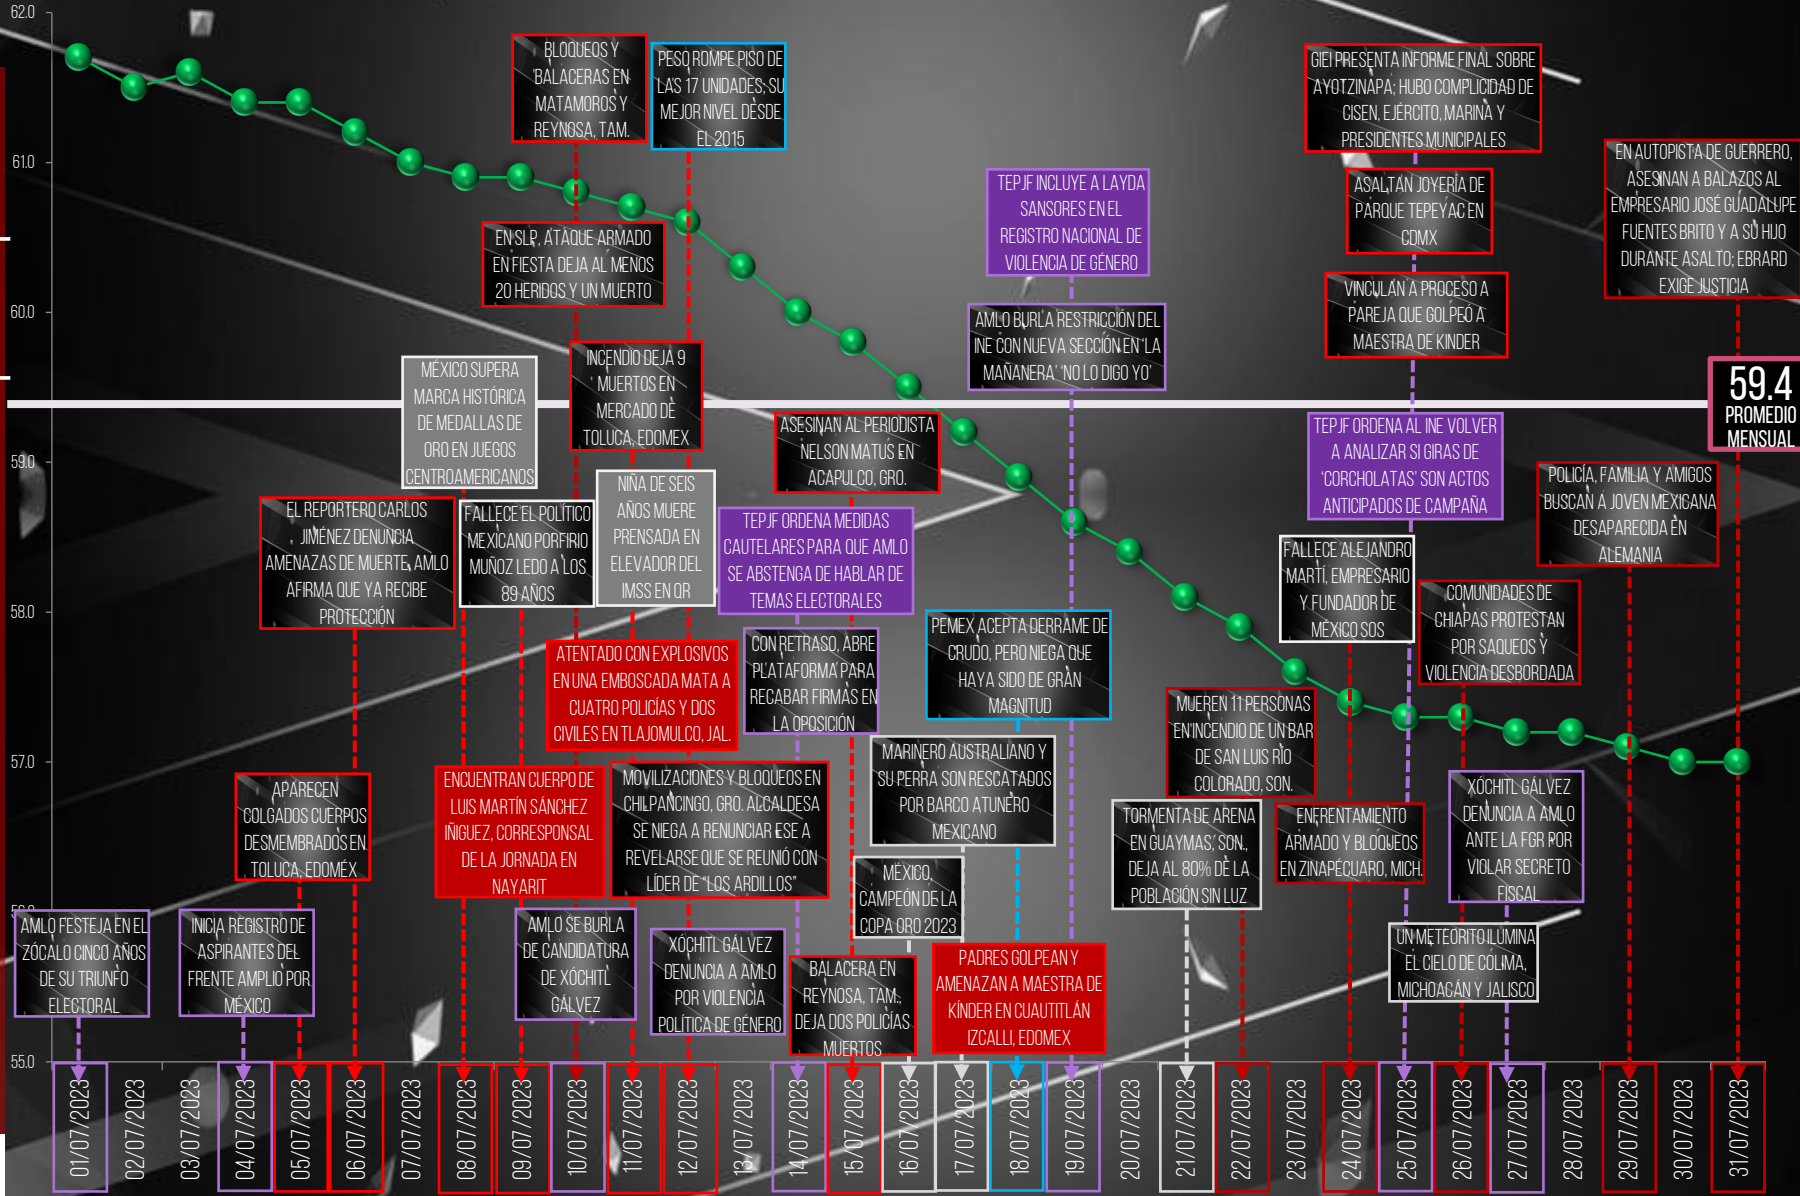 62.0
61.0
60.0
59.0
58.0
57.0
55.0
BLOQUEOS Y
BALACERAS EN
MATAMOROS Y
REYNOSA, TAM.
PESO ROMPE PISO DE
LAS 17 UNIDADES; SU
MEJOR NIVEL DESDE
EL 2015
GIEI PRESENTA INFORME FINAL SOBRE
AYOTZINAPA; HUBO COMPLICIDAD DE
CISEN, EJÉRCITO, MARINA Y
PRESIDENTES MUNICIPALES
EN AUTOPISTA DE GUERRERO,
ASESINAN A BALAZOS AL
EMPRESARIO JOSÉ GUADALUPE
FUENTES BRITO Y A SU HIJO
DURANTE ASALTO; EBRARD
EXIGE JUSTICIA
TEPJF INCLUYE A LAYDA
SANSORES EN EL
REGISTRO NACIONAL DE
VIOLENCIA DE GÉNERO
ASALTAN JOYERÍA DE
PARQUE TEPEYAC EN
CDMX
EN SLP, ATAQUE ARMADO
EN FIESTA DEJA AL MENOS
20 HERIDOS Y UN MUERTO
VINCULAN A PROCESO A
PAREJA QUE GOLPEÓ A
MAESTRA DE KINDER
AMLO BURLA RESTRICCIÓN DEL
INE CON NUEVA SECCIÓN EN 'LA
MAÑANERA' 'NO LO DIGO YO'
INCENDIO DEJA 9
MUERTOS EN
MERCADO DE
TOLUCA, EDOMEX
MÉXICO SUPERA
MARCA HISTÓRICA
DE MEDALLAS DE
ORO EN JUEGOS
CENTROAMERICANOS
59.4
PROMEDIO
MENSUAL
ASESINAN AL PERIODISTA
NELSON MATUS EN
ACAPULCO, GRO.
TEPJF ORDENA AL INE VOLVER
A ANALIZAR SI GIRAS DE
'CORCHOLATAS' SON ACTOS
ANTICIPADOS DE CAMPAÑA
POLICÍA, FAMILIA Y AMIGOS
BUSCAN A JOVEN MEXICANA
DESAPARECIDA EN
ALEMANIA
NIÑA DE SEIS
AÑOS MUERE
PRENSADA EN
ELEVADOR DEL
IMSS EN QR
EL REPORTERO CARLOS
JIMÉNEZ DENUNCIA
AMENAZAS DE MUERTE; AMLO
AFIRMA QUE YA RECIBE
PROTECCIÓN
FALLECE EL POLÍTICO
MEXICANO PORFIRIO
MUÑOZ LEDO A LOS
89 AÑOS
TEPJF ORDENA MEDIDAS
CAUTELARES PARA QUE AMLO
SE ABSTENGA DE HABLAR DE
TEMAS ELECTORALES
FALLECE ALEJANDRO
MARTÍ, EMPRESARIO
Y FUNDADOR DE
MÉXICO SOS
COMUNIDADES DE
CHIAPAS PROTESTAN
POR SAQUEOS Y
VIOLENCIA DESBORDADA
PEMEX ACEPTA DERRAME DE
CRUDO, PERO NIEGA QUE
HAYA SIDO DE GRAN
MAGNITUD
CON RETRASO, ABRE
PLATAFORMA PARA
RECABAR FIRMAS EN
LA OPOSICIÓN
ATENTADO CON EXPLOSIVOS
EN UNA EMBOSCADA MATA A
CUATRO POLICÍAS Y DOS
CIVILES EN TLAJOMULCO, JAL.
MUEREN 11 PERSONAS
EN INCENDIO DE UN BAR
DE SAN LUIS RÍO
COLORADO, SON.
MARINERO AUSTRALIANO Y
SU PERRA SON RESCATADOS
POR BARCO ATUNERO
MEXICANO
APARECEN
COLGADOS CUERPOS
DESMEMBRADOS EN
TOLUCA, EDOMÉX
ENCUENTRAN CUERPO DE
LUIS MARTÍN SÁNCHEZ
IÑIGUEZ, CORRESPONSAL
DE LA JORNADA EN
NAYARIT
MOVILIZACIONES Y BLOQUEOS EN
CHILPANCINGO, GRO. ALCALDESA
SE NIEGA A RENUNCIAR ESE A
REVELARSE QUE SE REUNIÓ CON
LÍDER DE "LOS ARDILLOS"
XÓCHITL GÁLVEZ
DENUNCIA A AMLO
ANTE LA FGR POR
VIOLAR SECRETO
FISCAL
TORMENTA DE ARENA
EN GUAYMAS, SON.,
DEJA AL 80% DE LA
POBLACIÓN SIN LUZ
ENFRENTAMIENTO
ARMADO Y BLOQUEOS
EN ZINAPÉCUARO, MICH.
MÉXICO,
CAMPEÓN DE LA
COPA ORO 2023
AMLO FESTEJA EN EL
ZÓCALO CINCO AÑOS
DE SU TRIUNFO
ELECTORAL
INICIA REGISTRO DE
ASPIRANTES DEL
FRENTE AMPLIO POR
MÉXICO
AMLO SE BURLA
DE CANDIDATURA
DE XÓCHITL
GÁLVEZ
XÓCHITL GÁLVEZ
DENUNCIA A AMLO
POR VIOLENCIA
POLÍTICA DE GÉNERO
BALACERA EN
REYNOSA, TAM.,
DEJA DOS POLICÍAS
MUERTOS
PADRES GOLPEAN Y
AMENAZAN A MAESTRA DE
KÍNDER EN CUAUTITLÁN
IZCALLI, EDOMEX
UN METEORITO ILUMINA
EL CIELO DE COLIMA,
MICHOACÁN Y JALISCO
01/07/2023
02/07/2023
03/07/2023
04/07/2023
05/07/2023
06/07/2023
07/07/2023
08/07/2023
09/07/2023
10/07/2023
11/07/2023
12/07/2023
13/07/2023
14/07/2023
15/07/2023
16/07/2023
17/07/2023
18/07/2023
19/07/2023
20/07/2023
21/07/2023
22/07/2023
23/07/2023
24/07/2023
25/07/2023
26/07/2023
27/07/2023
28/07/2023
29/07/2023
30/07/2023
31/07/2023